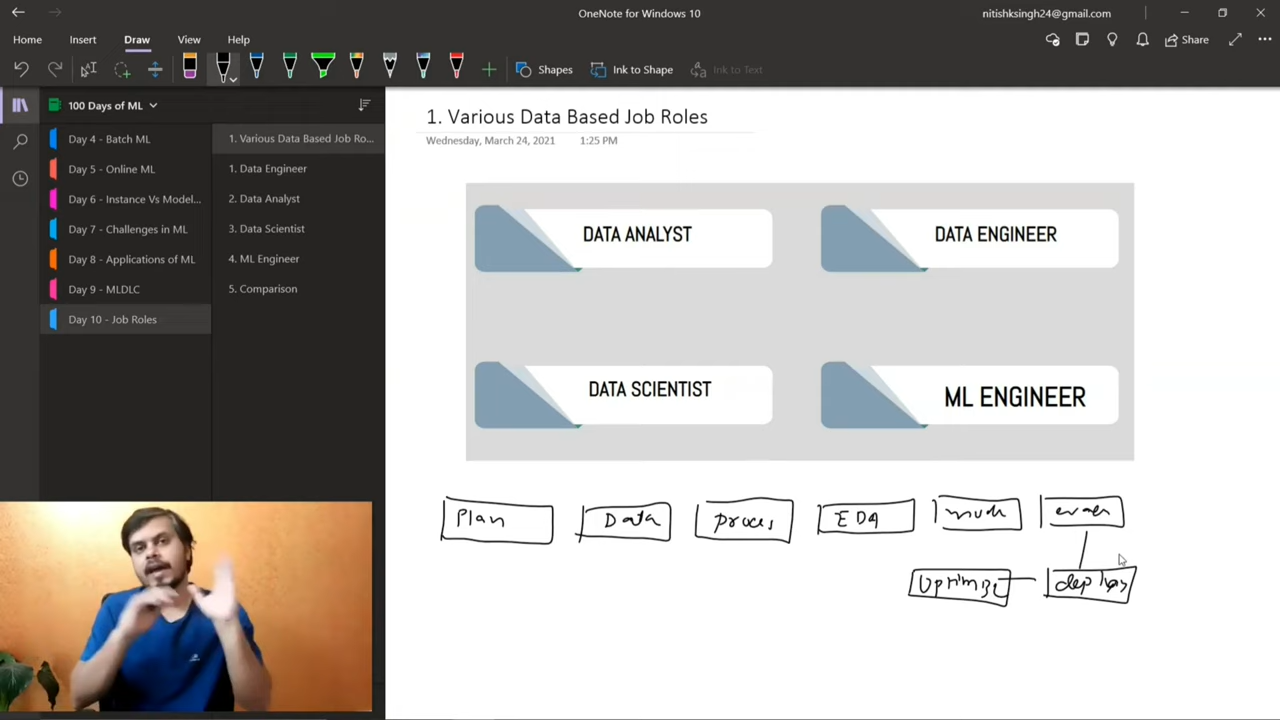 OneNote for Windows 10
nitishksingh24@gmail.com
Home Insert Draw View Help
Share
Shapes Ink to Shape Ink to Text
100 Days of ML
Day 4 - Batch ML
Day 5 - Online ML
Day 6 - Instance Vs Model...
Day 7 - Challenges in ML
Day 8 - Applications of ML
Day 9 - MLDLC
Day 10 - Job Roles
1. Various Data Based Job Ro...
1. Data Engineer
2. Data Analyst
3. Data Scientist
4. ML Engineer
5. Comparison
1. Various Data Based Job Roles
Wednesday, March 24, 2021 1:25 PM
DATA ANALYST
DATA ENGINEER
DATA SCIENTIST
ML ENGINEER
Plan Data proces EDA
Optimize deploy